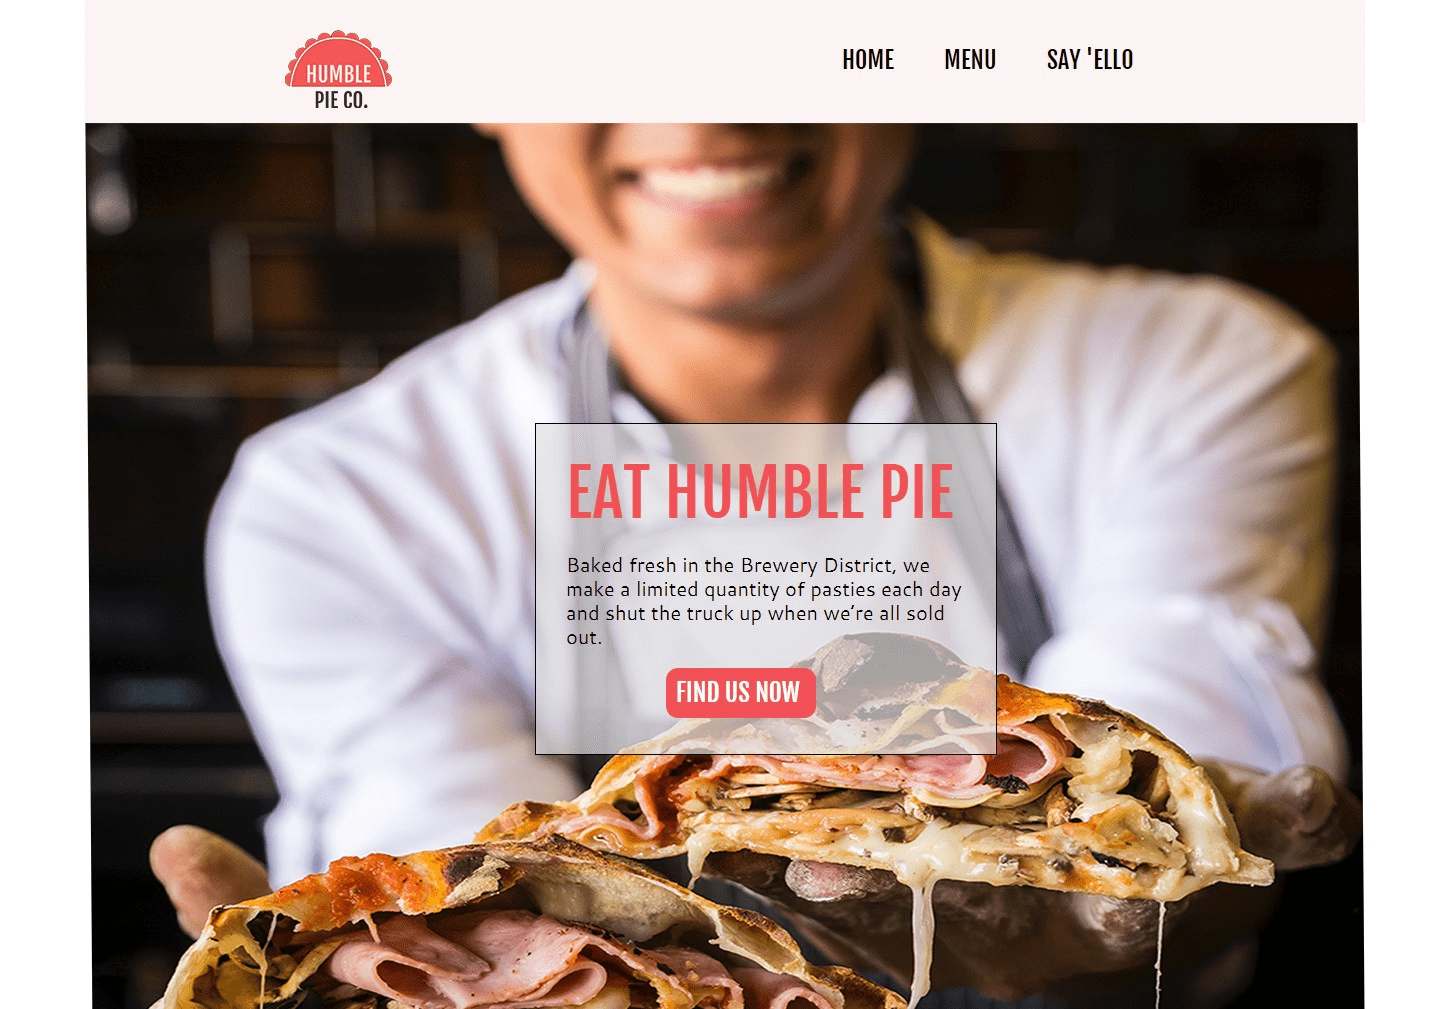 HUMBLE
PIE CO.
HOME MENU SAY 'ELLO
EAT HUMBLE PIE
Baked fresh in the Brewery District, we
make a limited quantity of pasties each day
and shut the truck up when we’re all sold
out.
FIND US NOW